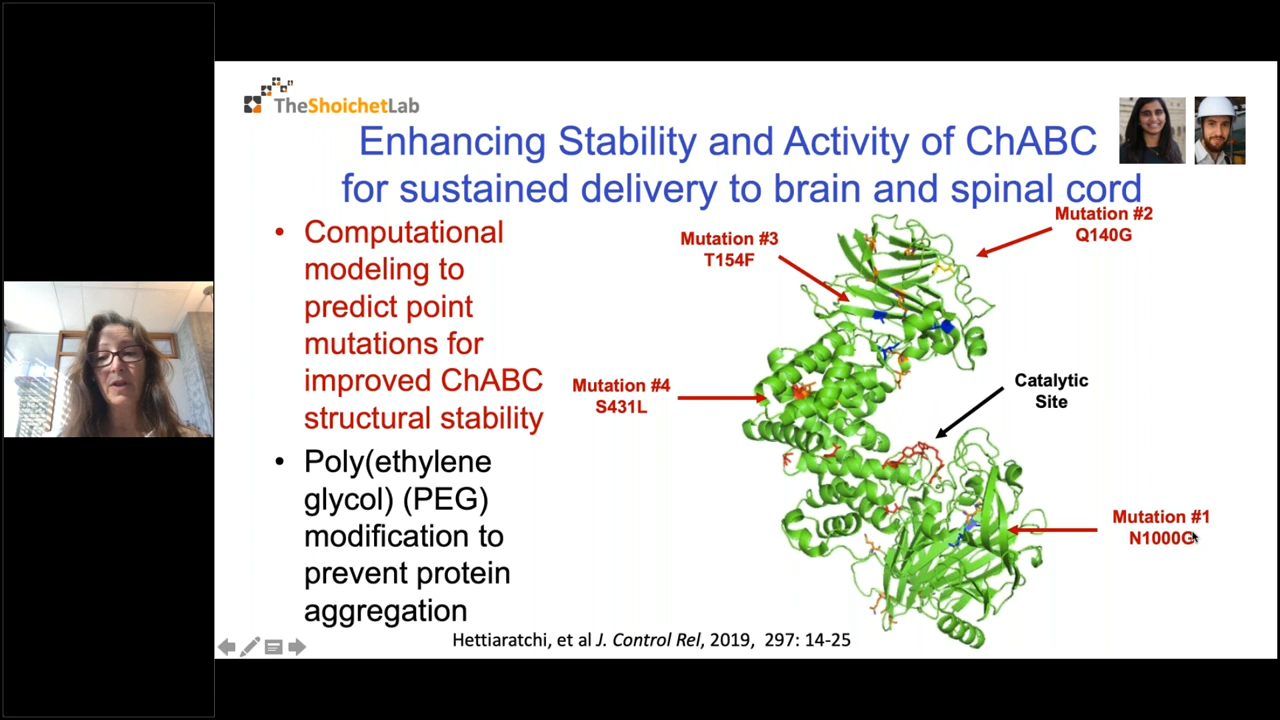 TheShoichetLab
Enhancing Stability and Activity of ChABC
for sustained delivery to brain and spinal cord
• Computational
modeling to
predict point
mutations for
improved ChABC
structural stability
• Poly(ethylene
glycol) (PEG)
modification to
prevent protein
aggregation
Mutation #3
T154F
Mutation #2
Q140G
Mutation #4
S431L
Catalytic
Site
Mutation #1
N1000G
Hettiaratchi, et al J. Control Rel, 2019, 297: 14-25